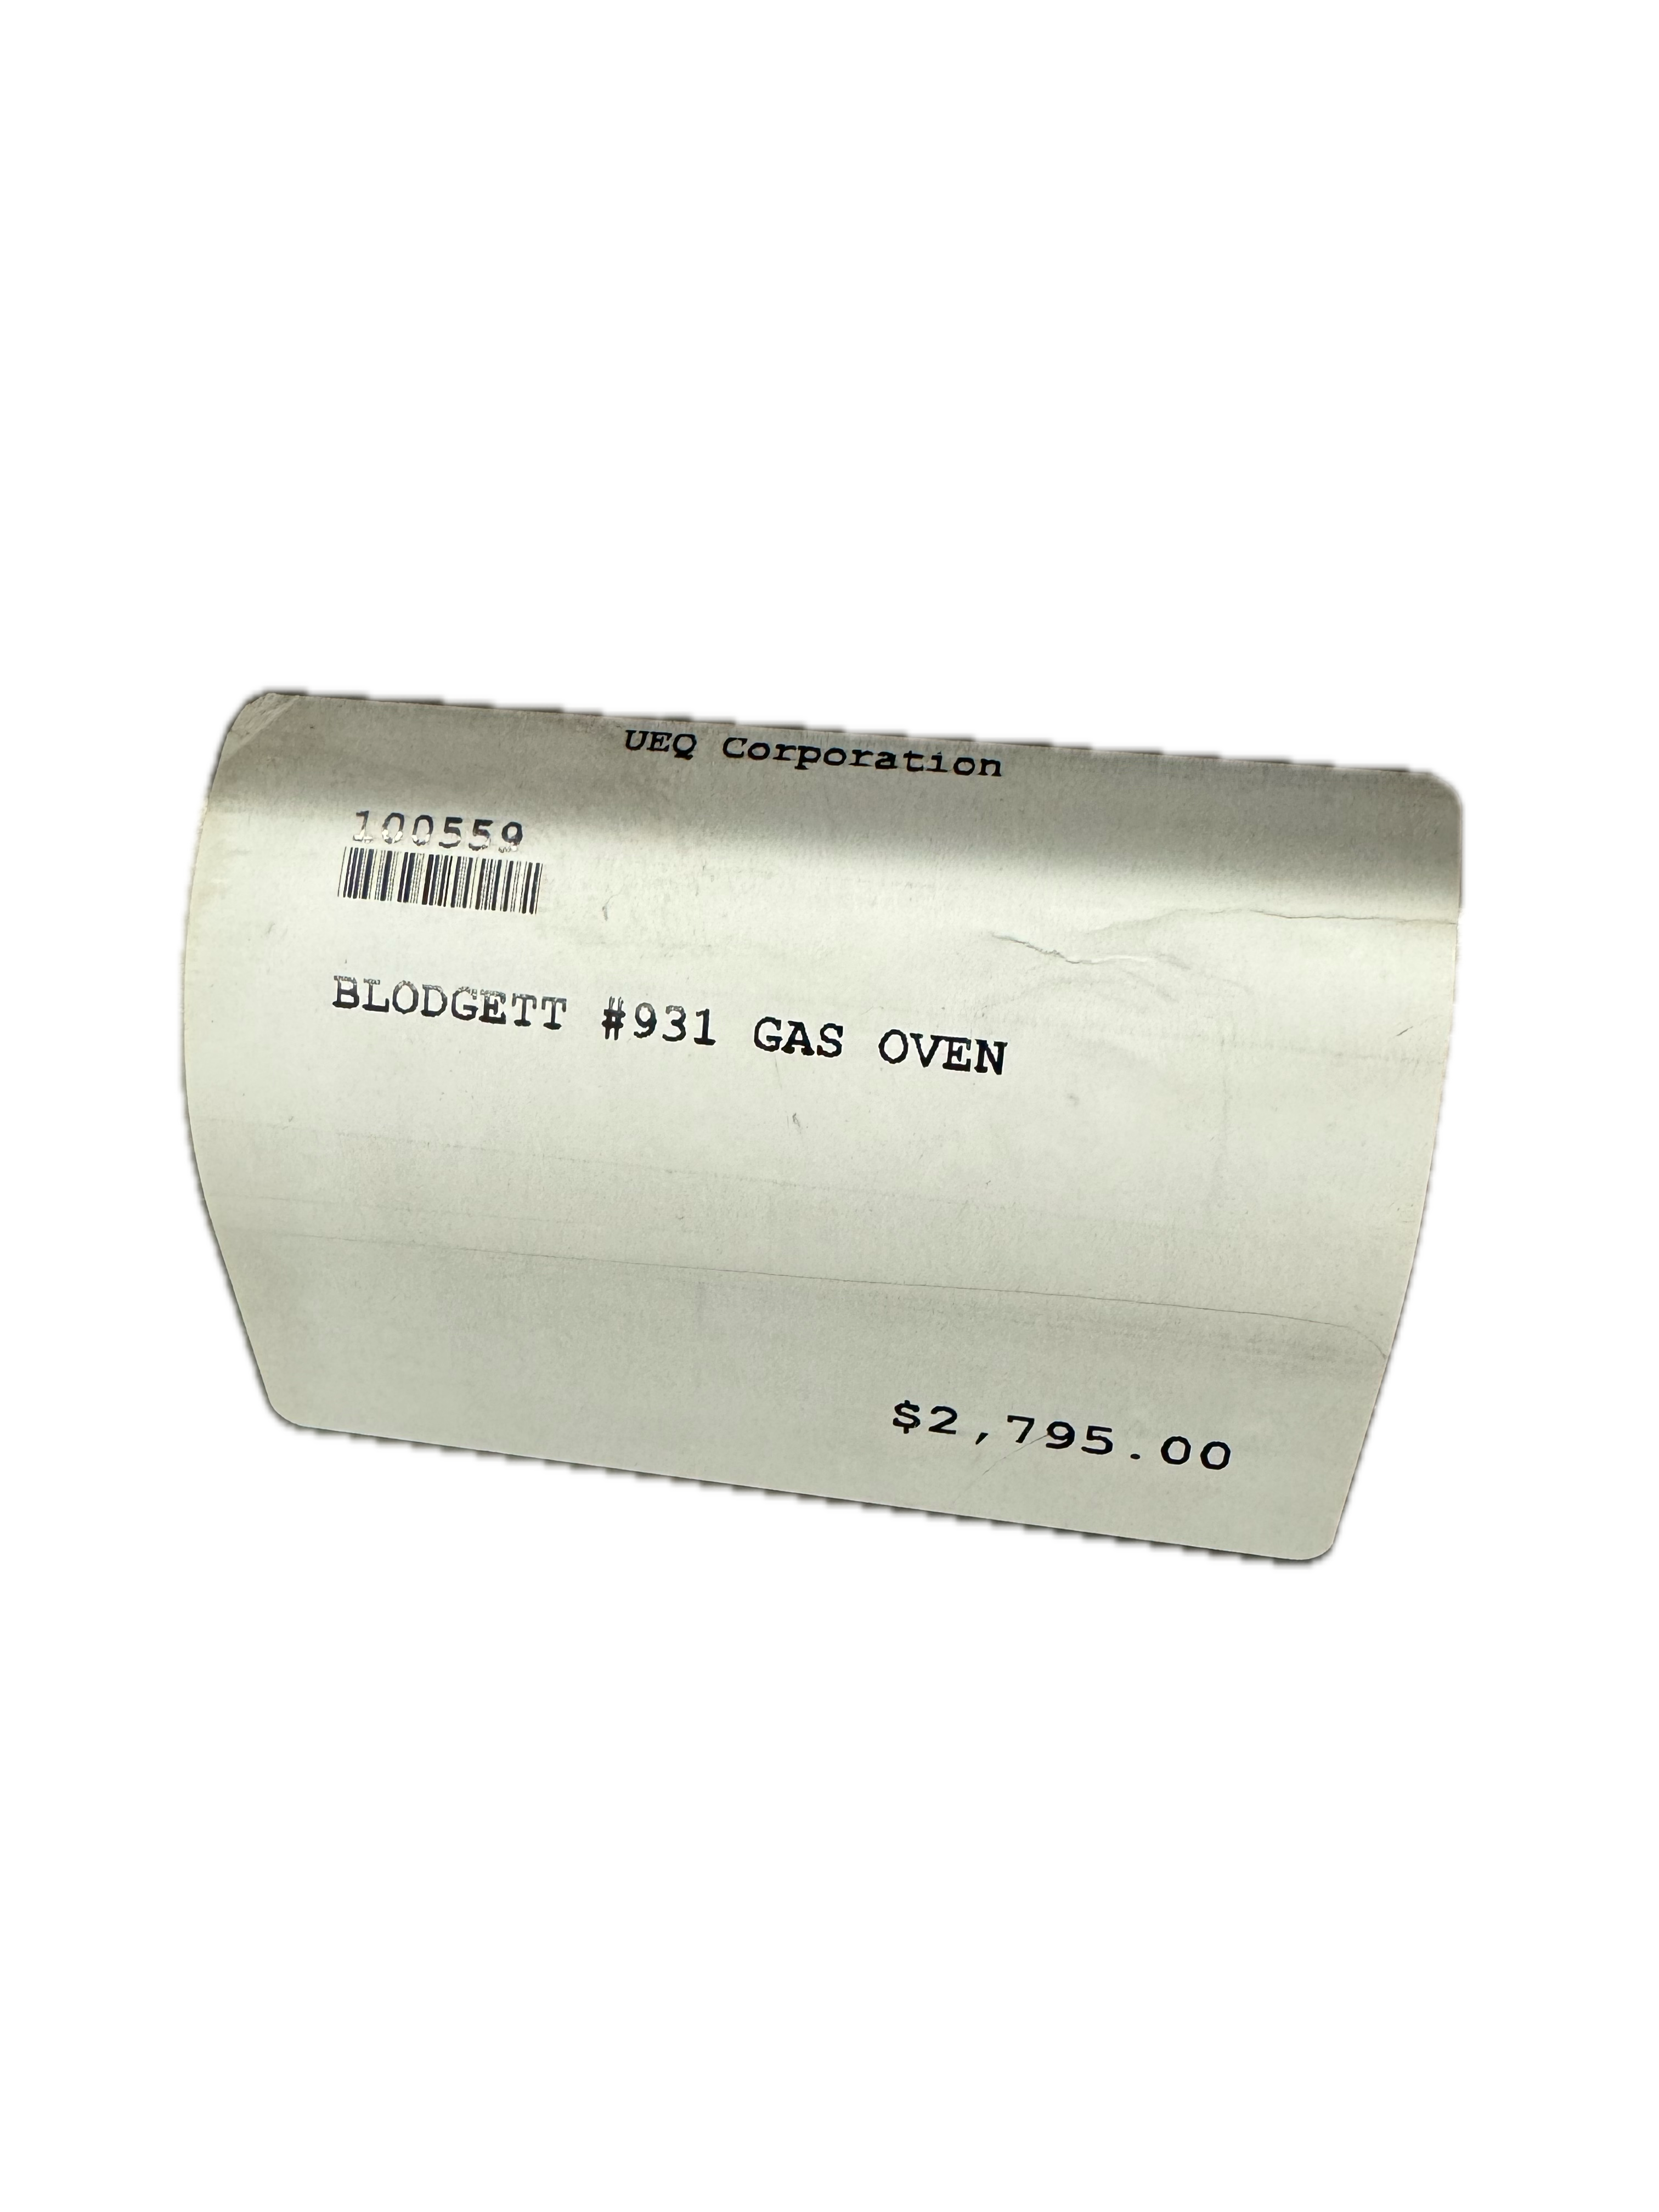 UEQ Corporation
100559
BLODGETT #931 GAS OVEN
$2,795.00